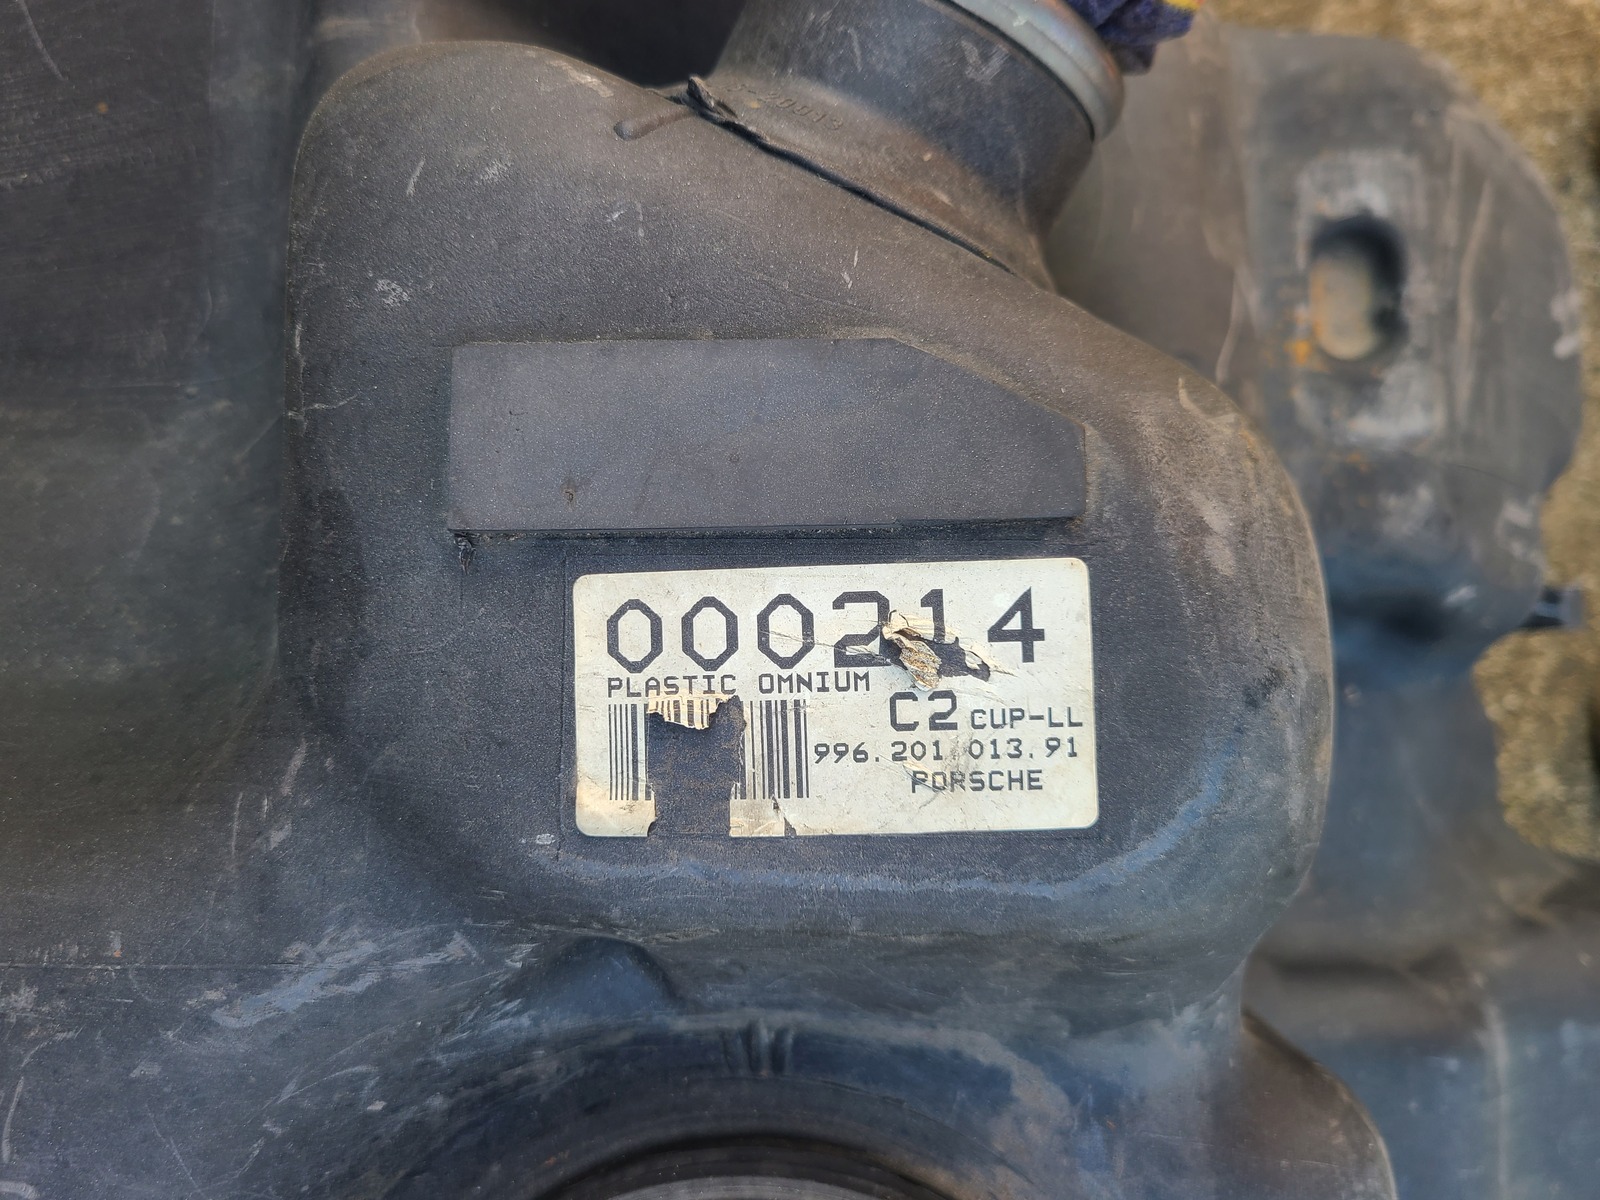 000214
PLASTIC OMNIUM
C2 CUP-LL
996.201.013.91
PORSCHE